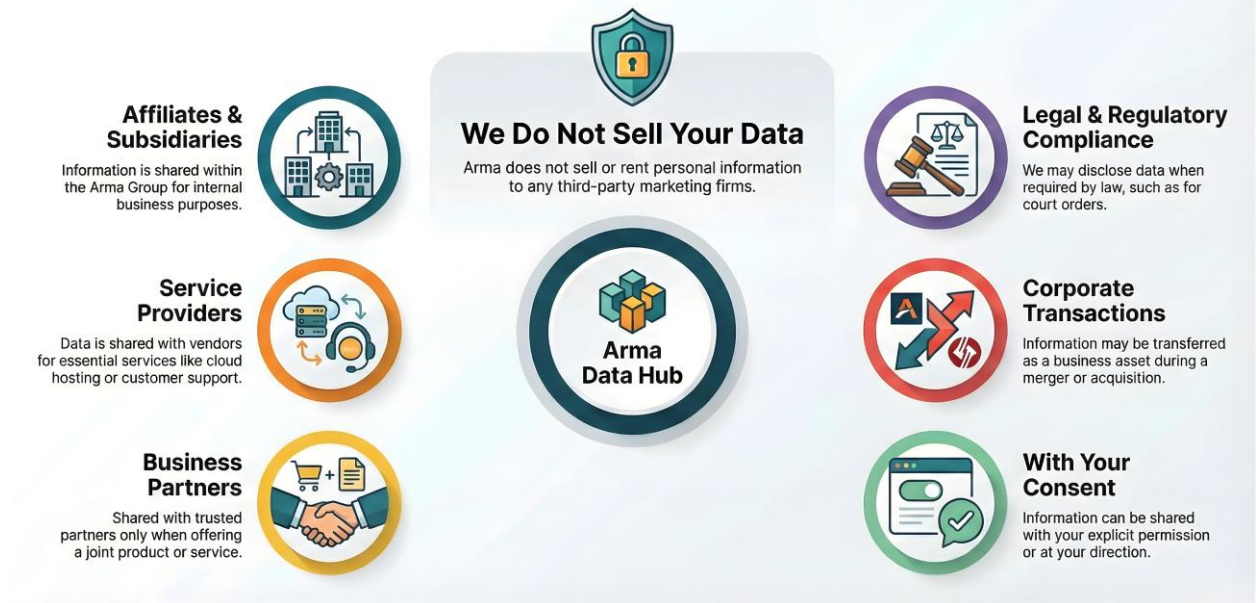 We Do Not Sell Your Data
Arma does not sell or rent personal information
to any third-party marketing firms.
Arma
Data Hub
Affiliates &
Subsidiaries
Information is shared within
the Arma Group for internal
business purposes.
Service
Providers
Data is shared with vendors
for essential services like cloud
hosting or customer support.
Business
Partners
Shared with trusted
partners only when offering
a joint product or service.
Legal & Regulatory
Compliance
We may disclose data when
required by law, such as for
court orders.
Corporate
Transactions
Information may be transferred
as a business asset during a
merger or acquisition.
With Your
Consent
Information can be shared
with your explicit permission
or at your direction.